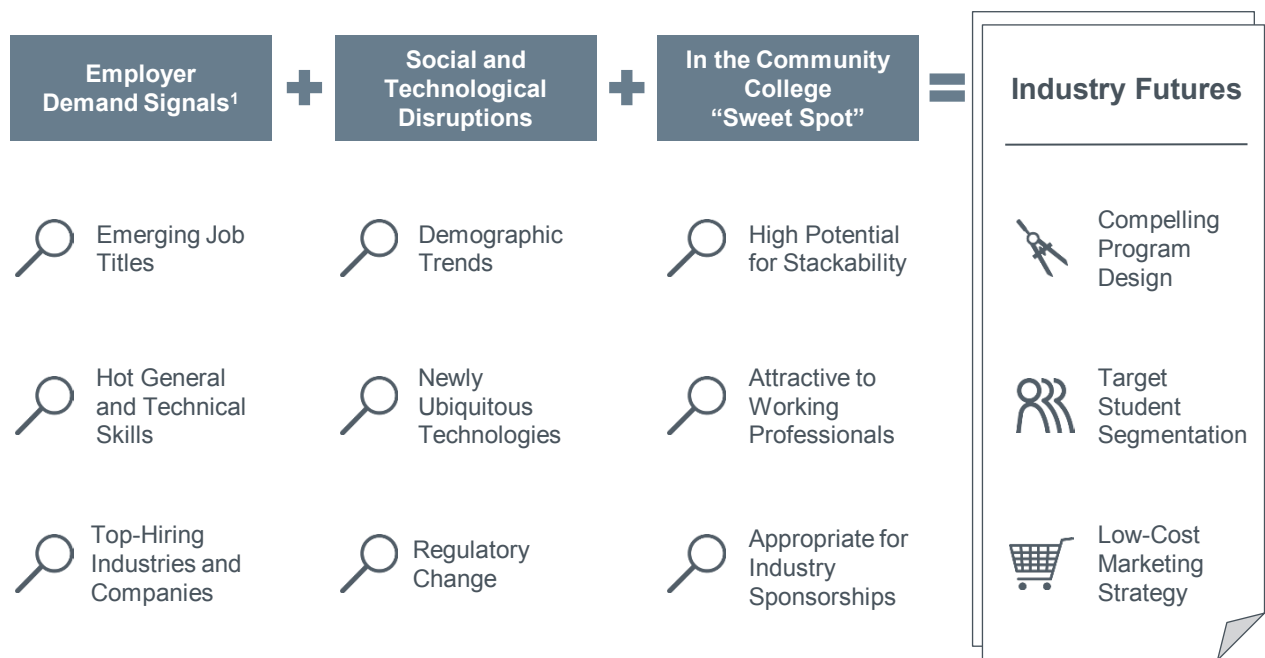 Employer
Demand Signals¹
Social and
Technological
Disruptions
In the Community
College
“Sweet Spot”
Industry Futures
Emerging Job
Titles
Demographic
Trends
High Potential
for Stackability
Compelling
Program
Design
Hot General
and Technical
Skills
Newly
Ubiquitous
Technologies
Attractive to
Working
Professionals
Target
Student
Segmentation
Top-Hiring
Industries and
Companies
Regulatory
Change
Appropriate for
Industry
Sponsorships
Low-Cost
Marketing
Strategy